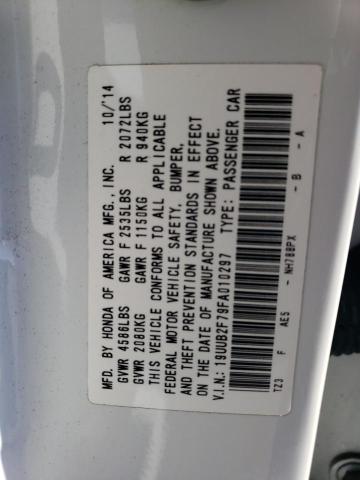 MFD. BY HONDA OF AMERICA MFG., INC. 10/'14
GVWR 4586LBS GAWR F 2535LBS R 2072LBS
GVWR 2080KG GAWR F 1150KG R 940KG
THIS VEHICLE CONFORMS TO ALL APPLICABLE
FEDERAL MOTOR VEHICLE SAFETY, BUMPER,
AND THEFT PREVENTION STANDARDS IN EFFECT
ON THE DATE OF MANUFACTURE SHOWN ABOVE.
V.I.N.: 19UUB2F79FA010297 TYPE: PASSENGER CAR
TZ3 F AE5 - NH788PX - B - A